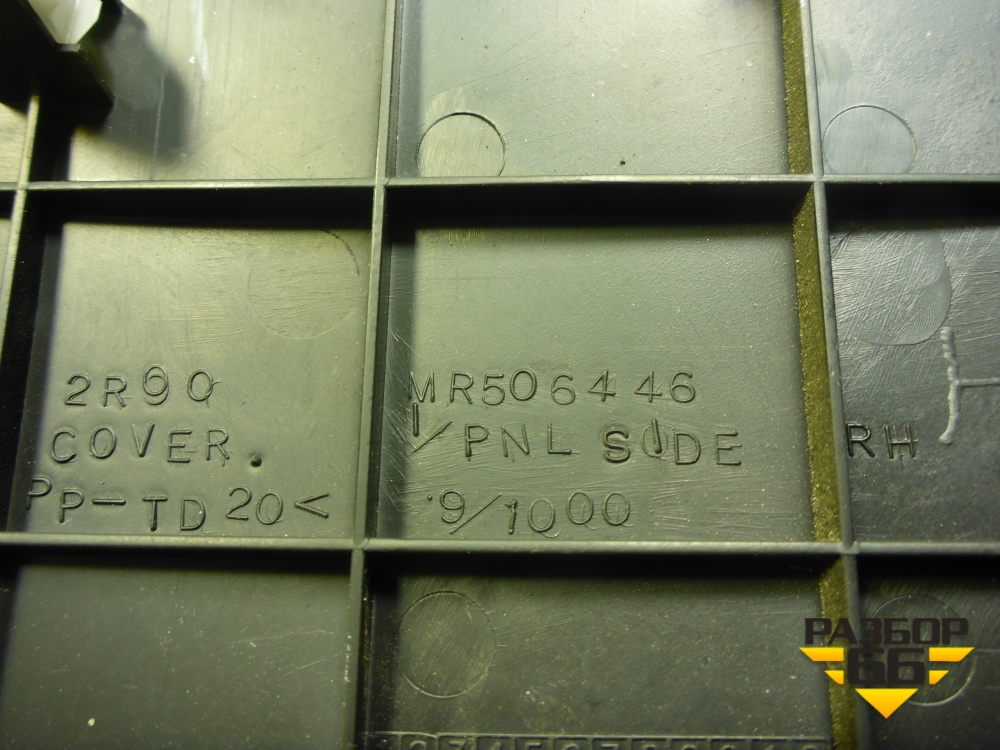 2R90 MR506446
COVER. I/PNL SIDE RH
PP-TD20< 9/1000
РАЗБОР
66